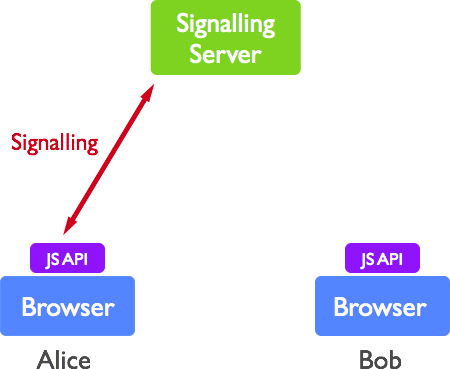 Signalling
Server
Signalling
JS API
JS API
Browser
Browser
Alice
Bob